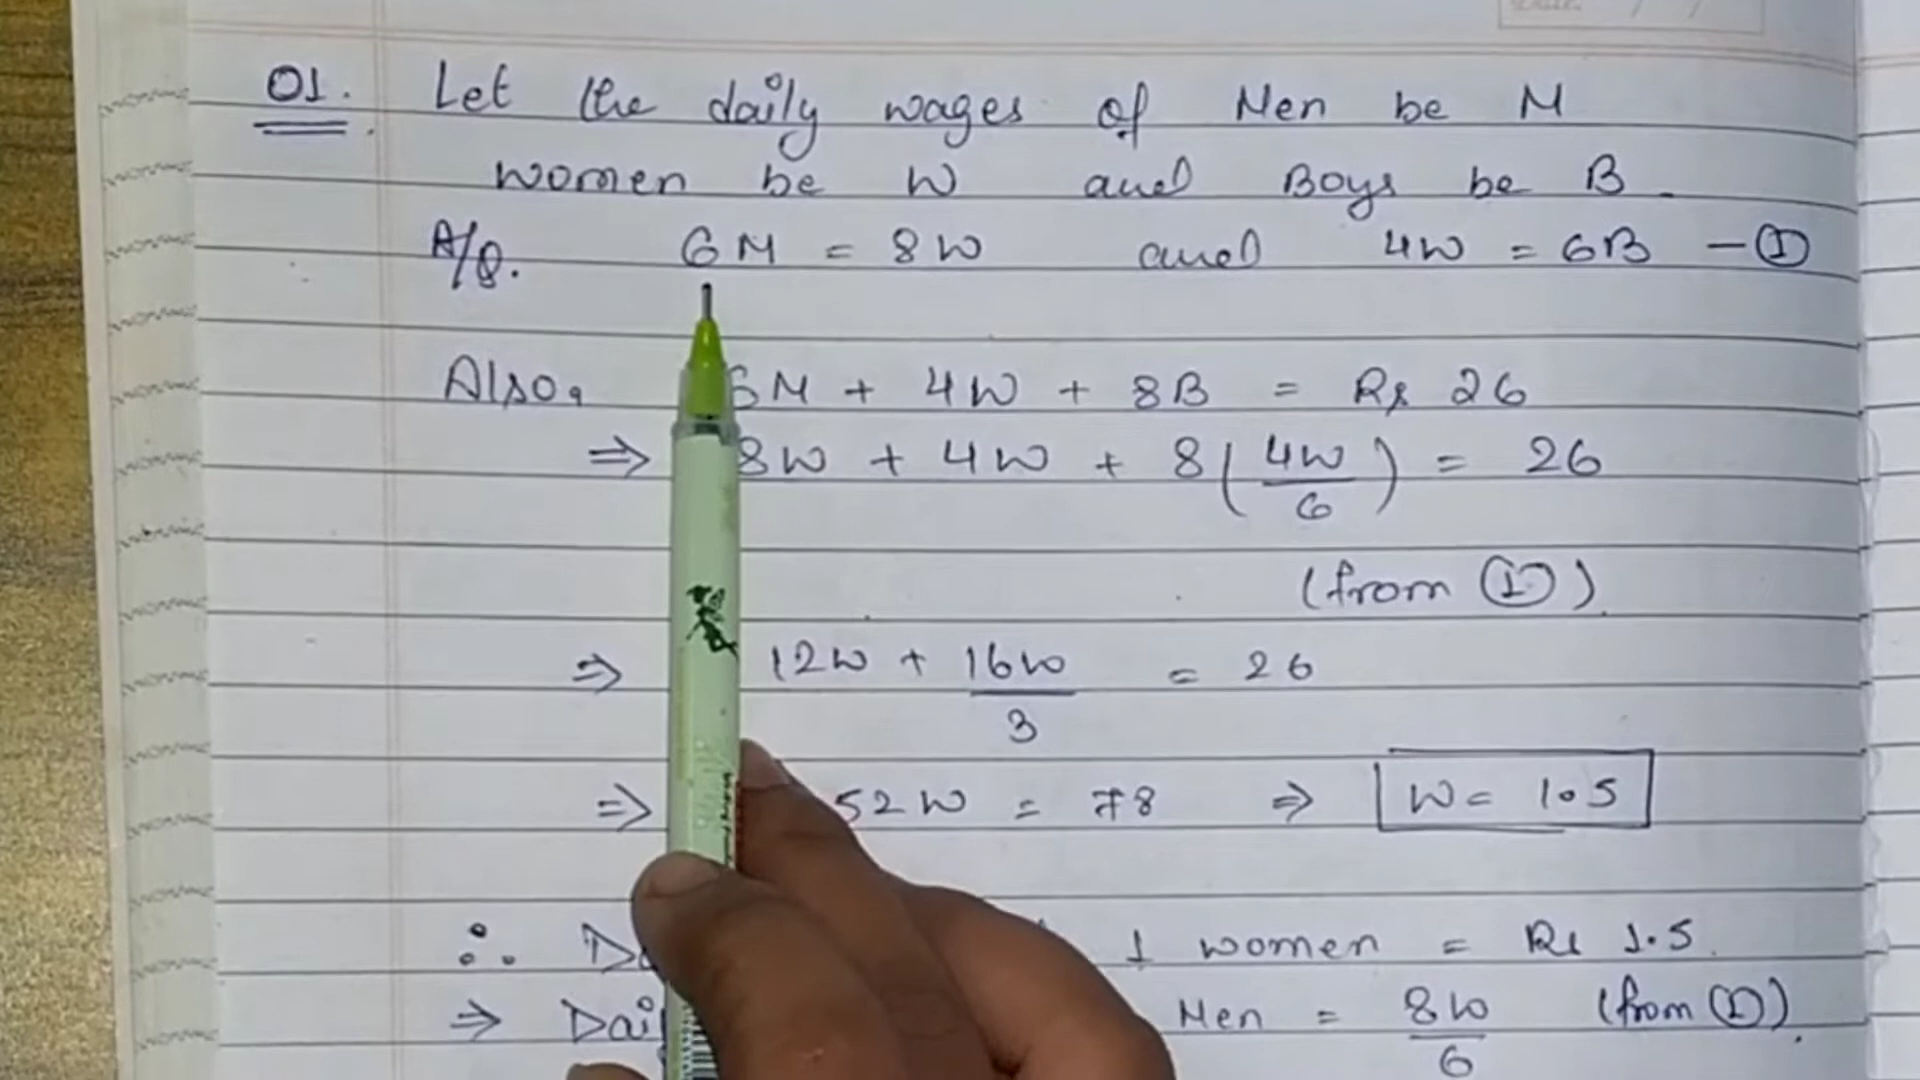 01. Let the daily wages of Men be M
women be W and Boys be B.
A/Q. 6M = 8W and 4W = 6B — (I)
Also, 6M + 4W + 8B = Rs 26
⇒ 8W + 4W + 8(4W/6) = 26
(from (I)).
⇒ 12W + 16W/3 = 26
⇒ 52W = 78 ⇒ W = 1.5
∴ 1 women = Rs 1.5.
⇒ Men = 8W/6 (from (I)).